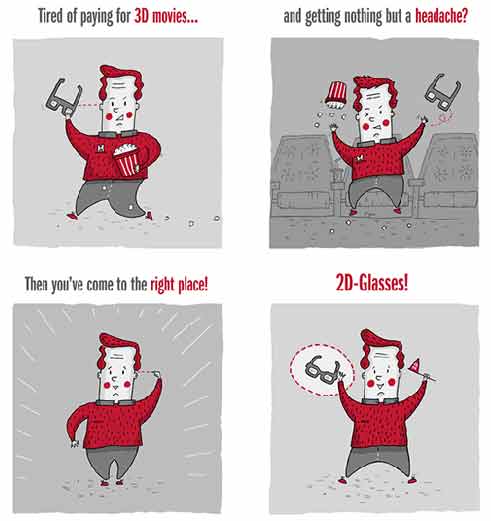 Tired of paying for 3D movies...
and getting nothing but a headache?
Then you've come to the right place!
2D-Glasses!